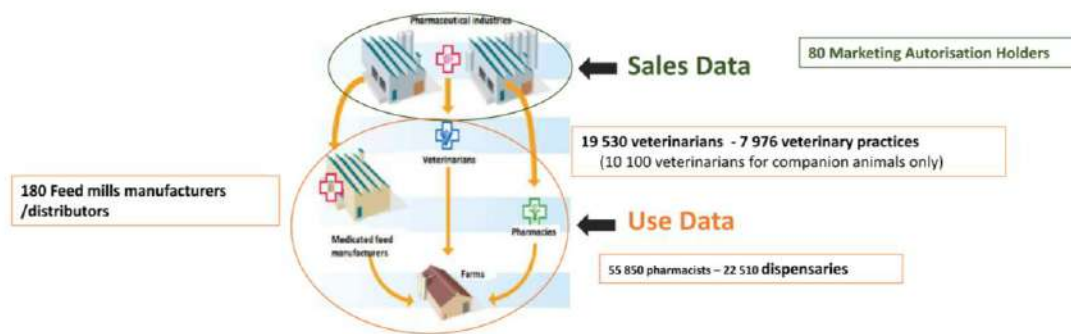 Pharmaceutical industries
Sales Data
80 Marketing Autorisation Holders
19 530 veterinarians - 7 976 veterinary practices
(10 100 veterinarians for companion animals only)
Veterinarians
180 Feed mills manufacturers
/distributors
Use Data
Pharmacies
Medicated feed
manufacturers
Farms
55 850 pharmacists – 22 510 dispensaries